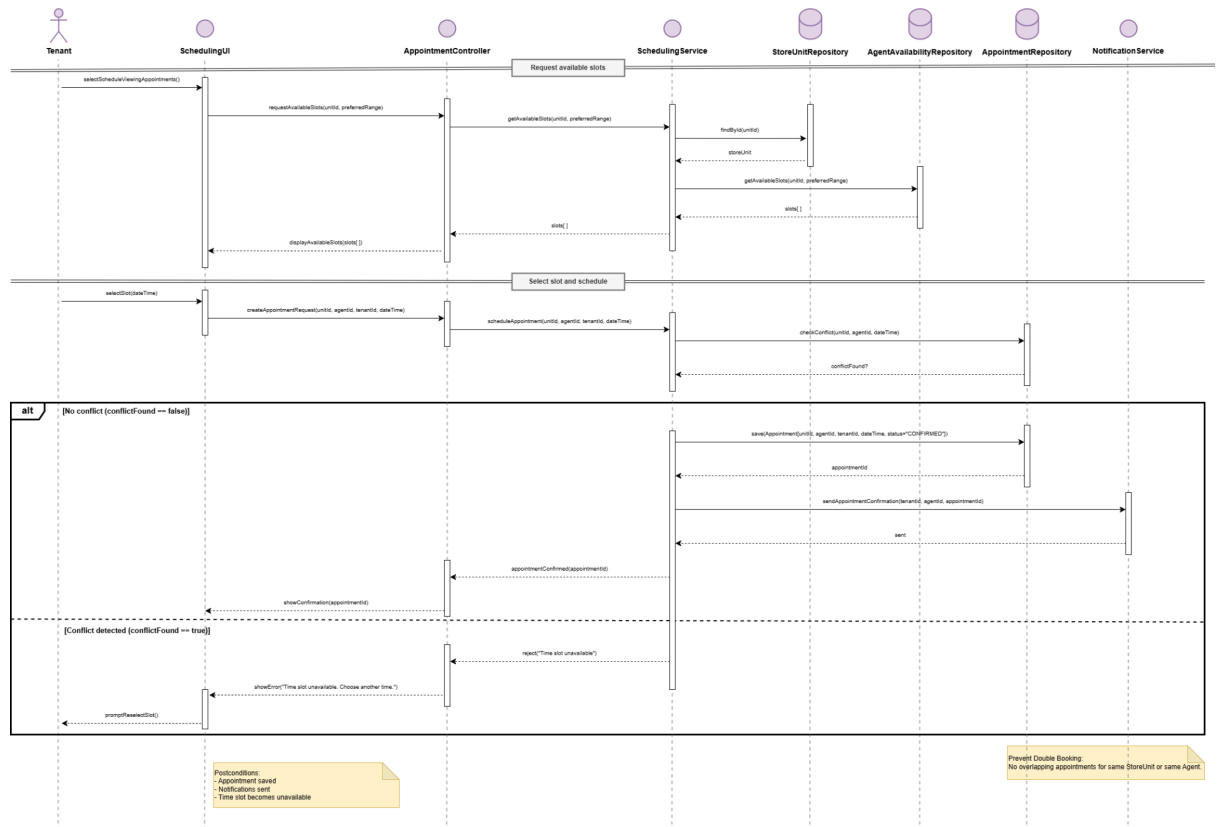 Tenant
SchedulingUI
AppointmentController
SchedulingService
StoreUnitRepository
AgentAvailabilityRepository
AppointmentRepository
NotificationService
Request available slots
selectScheduleViewingAppointments()
requestAvailableSlots(unitId, preferredRange)
getAvailableSlots(unitId, preferredRange)
findById(unitId)
storeUnit
getAvailableSlots(unitId, preferredRange)
slots[ ]
slots[ ]
displayAvailableSlots(slots[ ])
Select slot and schedule
selectSlot(dateTime)
createAppointmentRequest(unitId, agentId, tenantId, dateTime)
scheduleAppointment(unitId, agentId, tenantId, dateTime)
checkConflict(unitId, agentId, dateTime)
conflictFound?
alt
[No conflict (conflictFound == false)]
save(Appointment[unitId, agentId, tenantId, dateTime, status="CONFIRMED"])
appointmentId
sendAppointmentConfirmation(tenantId, agentId, appointmentId)
sent
appointmentConfirmed(appointmentId)
showConfirmation(appointmentId)
[Conflict detected (conflictFound == true)]
reject("Time slot unavailable")
showError("Time slot unavailable. Choose another time.")
promptReselectSlot()
Postconditions:
- Appointment saved
- Notifications sent
- Time slot becomes unavailable
Prevent Double Booking:
No overlapping appointments for same StoreUnit or same Agent.